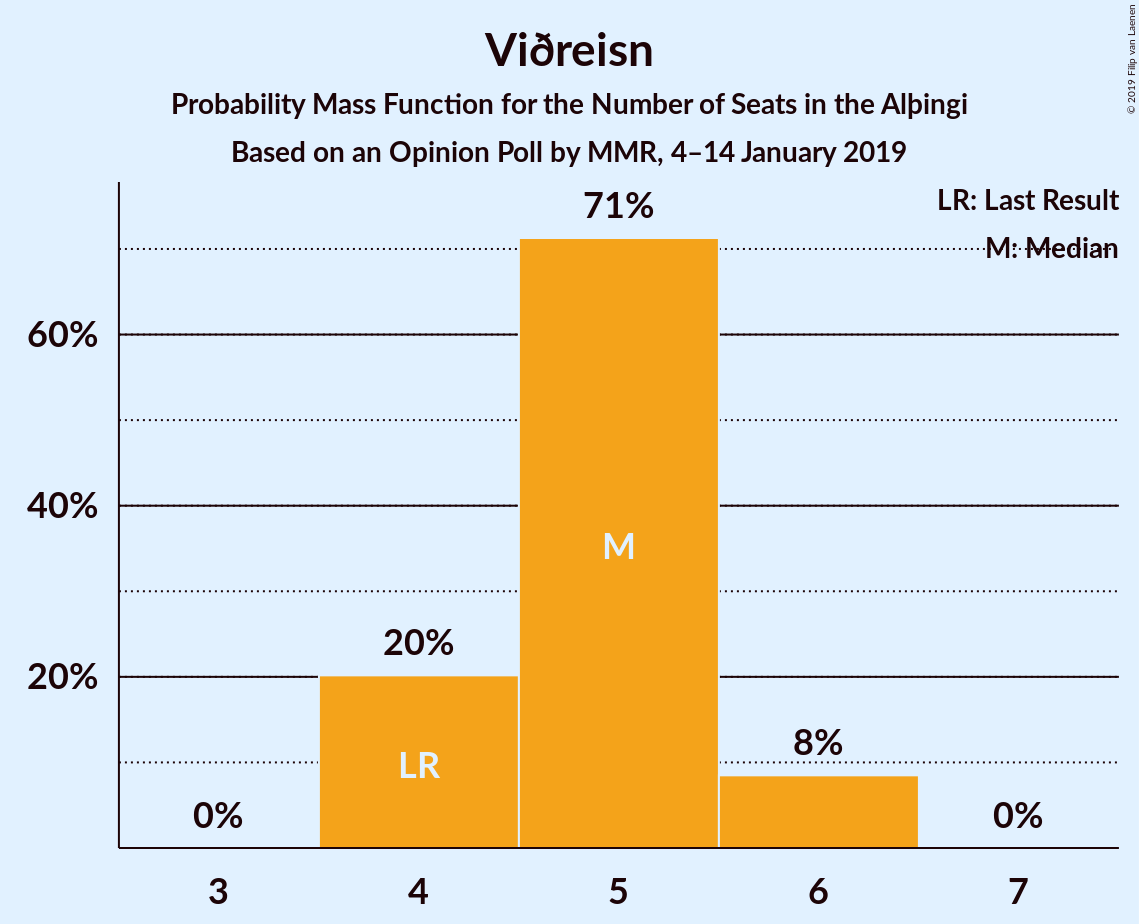 Viðreisn
Probability Mass Function for the Number of Seats in the Alþingi
Based on an Opinion Poll by MMR, 4–14 January 2019
© 2019 Filip van Laenen
LR: Last Result
M: Median
71%
60%
40%
M
20%
20%
LR
8%
0%
0%
3 4 5 6 7